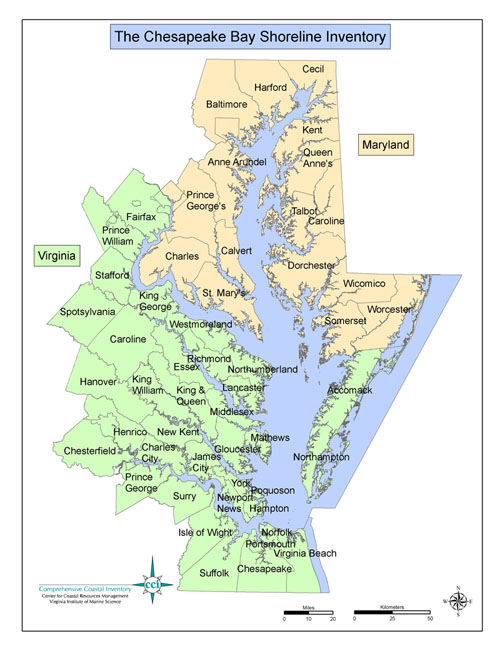 The Chesapeake Bay Shoreline Inventory
Cecil
Harford
Baltimore
Kent
Maryland
Anne Arundel
Queen
Anne's
Prince
George's
Talbot
Caroline
Fairfax
Prince
William
Virginia
Calvert
Charles
Dorchester
Stafford
Wicomico
King
George
St. Mary's
Worcester
Somerset
Spotsylvania
Westmoreland
Caroline
Richmond
Essex
Northumberland
Hanover
King
William
King &
Queen
Lancaster
Accomack
Middlesex
Henrico
New Kent
Mathews
Chesterfield
Charles
City
James
City
Gloucester
Northampton
Prince
George
York
Poquoson
Surry
Newport
News
Hampton
Isle of Wight
Norfolk
Portsmouth
Virginia Beach
Suffolk
Chesapeake
Comprehensive Coastal Inventory
Center for Coastal Resources Management
Virginia Institute of Marine Science
cci
Miles
0 10 20
Kilometers
0 25 50
N
W E
S